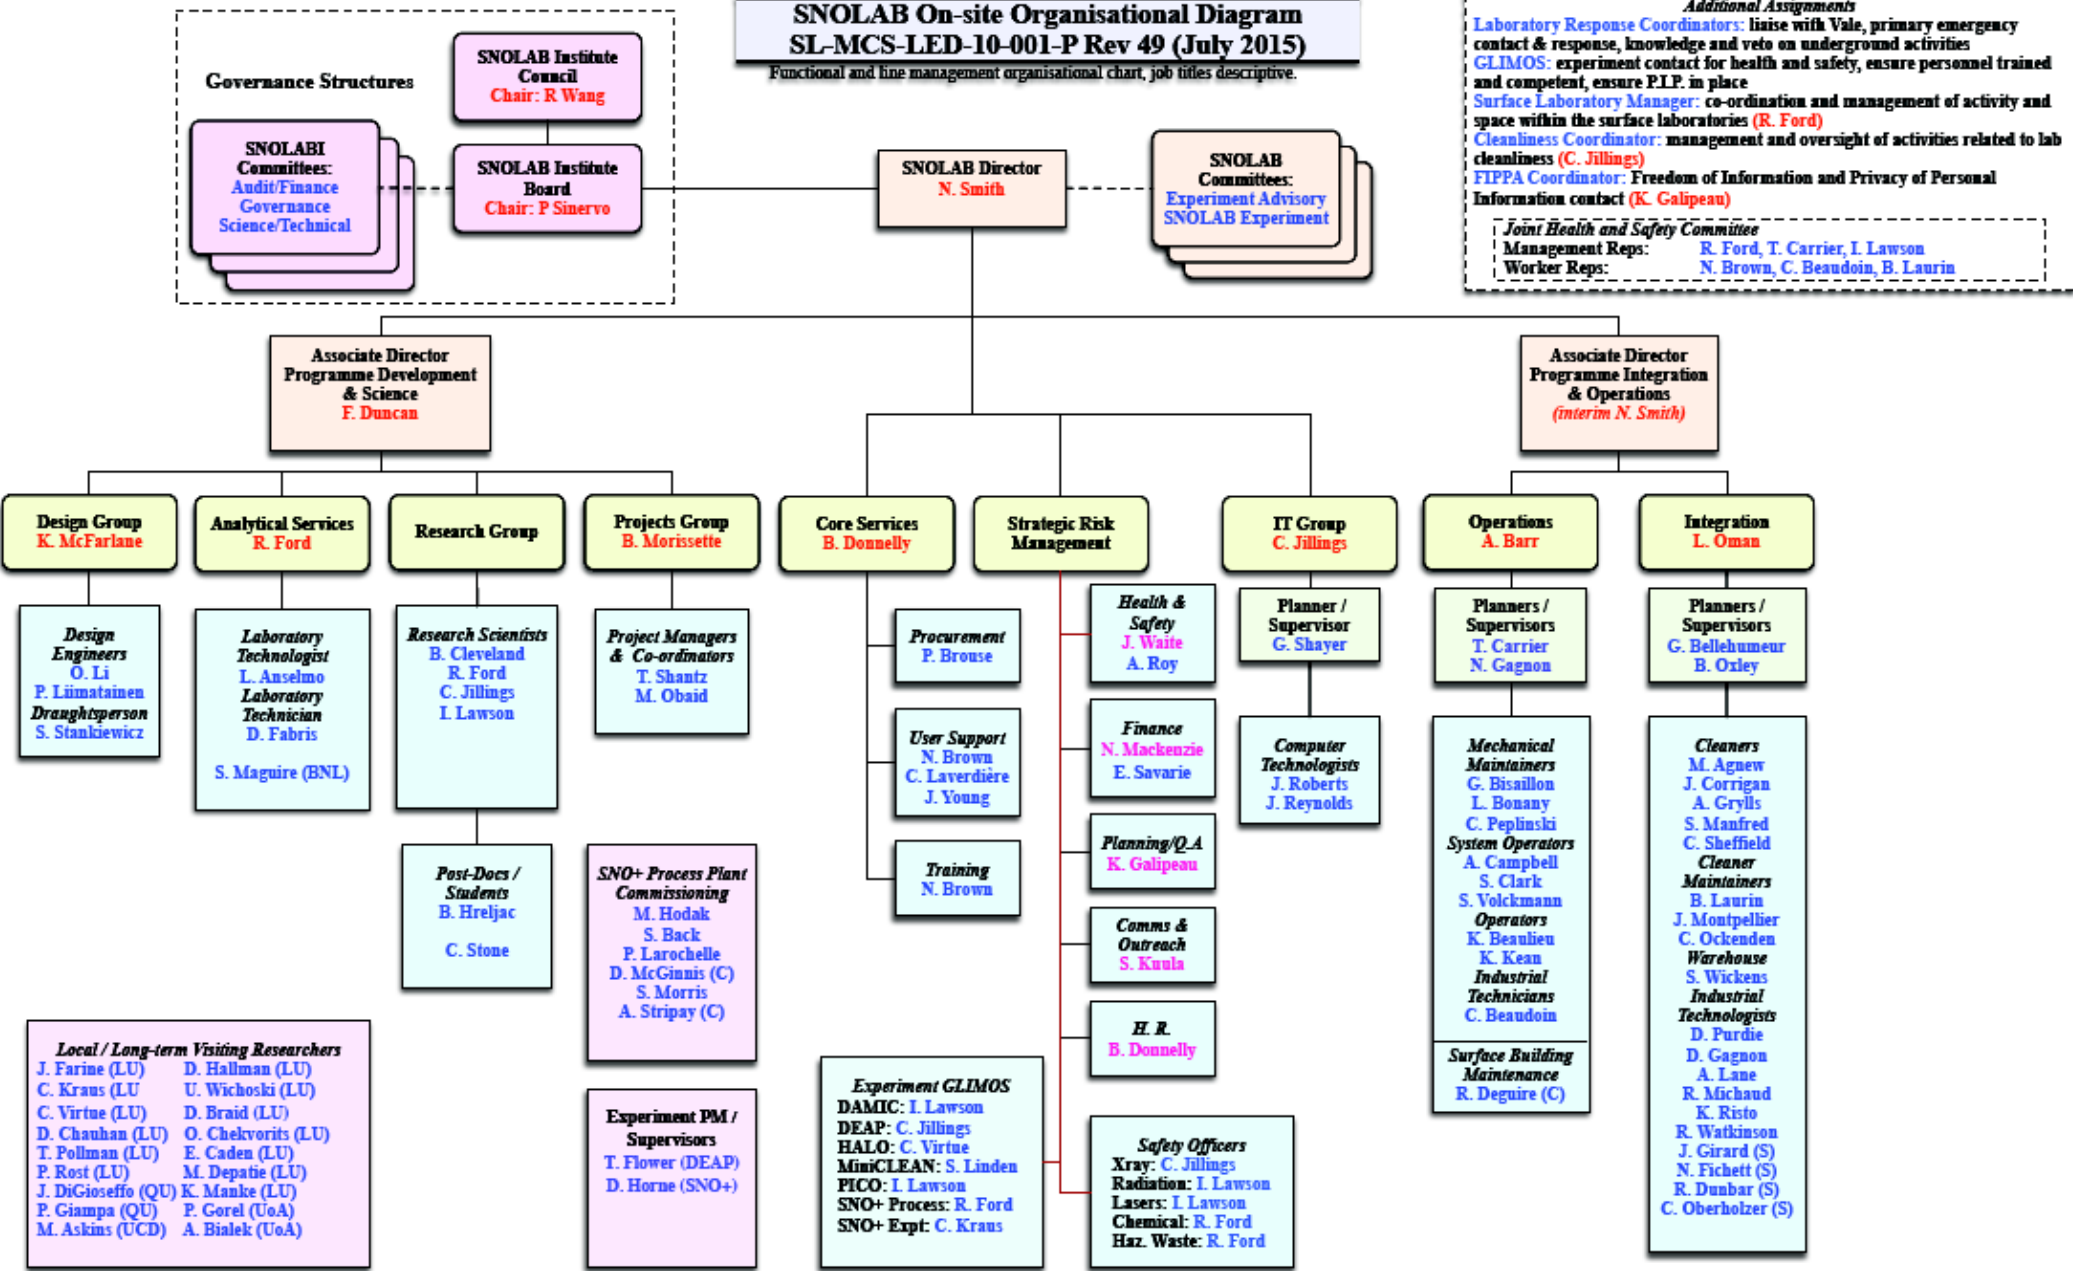 SNOLAB On-site Organisational Diagram
SL-MCS-LED-10-001-P Rev 49 (July 2015)
Functional and line management organisational chart, job titles descriptive.
Governance Structures
SNOLAB Institute
Council
Chair: R Wang
SNOLABI
Committees:
Audit/Finance
Governance
Science/Technical
SNOLAB Institute
Board
Chair: P Sinervo
SNOLAB Director
N. Smith
SNOLAB
Committees:
Experiment Advisory
SNOLAB Experiment
Additional Assignments
Laboratory Response Coordinators: liaise with Vale, primary emergency
contact & response, knowledge and veto on underground activities
GLIMOS: experiment contact for health and safety, ensure personnel trained
and competent, ensure P.I.P. in place
Surface Laboratory Manager: co-ordination and management of activity and
space within the surface laboratories (R. Ford)
Cleanliness Coordinator: management and oversight of activities related to lab
cleanliness (C. Jillings)
FIPPA Coordinator: Freedom of Information and Privacy of Personal
Information contact (K. Galipeau)
Joint Health and Safety Committee
Management Reps: R. Ford, T. Carrier, I. Lawson
Worker Reps: N. Brown, C. Beaudoin, B. Laurin
Associate Director
Programme Development
& Science
F. Duncan
Associate Director
Programme Integration
& Operations
(interim N. Smith)
Design Group
K. McFarlane
Analytical Services
R. Ford
Research Group
Projects Group
B. Morissette
Core Services
B. Donnelly
Strategic Risk
Management
IT Group
C. Jillings
Operations
A. Barr
Integration
L. Oman
Design
Engineers
O. Li
P. Liimatainen
Draughtsperson
S. Stankiewicz
Laboratory
Technologist
L. Anselmo
Laboratory
Technician
D. Fabris
S. Maguire (BNL)
Research Scientists
B. Cleveland
R. Ford
C. Jillings
I. Lawson
Post-Docs /
Students
B. Hreljac
C. Stone
Project Managers
& Co-ordinators
T. Shantz
M. Obaid
SNO+ Process Plant
Commissioning
M. Hodak
S. Back
P. Larochelle
D. McGinnis (C)
S. Morris
A. Stripay (C)
Experiment PM /
Supervisors
T. Flower (DEAP)
D. Horne (SNO+)
Local / Long-term Visiting Researchers
J. Farine (LU) D. Hallman (LU)
C. Kraus (LU U. Wichoski (LU)
C. Virtue (LU) D. Braid (LU)
D. Chauhan (LU) O. Chekvorits (LU)
T. Pollman (LU) E. Caden (LU)
P. Rost (LU) M. Depatie (LU)
J. DiGioseffo (QU) K. Manke (LU)
P. Giampa (QU) P. Gorel (UoA)
M. Askins (UCD) A. Bialek (UoA)
Procurement
P. Brouse
User Support
N. Brown
C. Laverdière
J. Young
Training
N. Brown
Health &
Safety
J. Waite
A. Roy
Finance
N. Mackenzie
E. Savarie
Planning/Q.A
K. Galipeau
Comms &
Outreach
S. Kuula
H. R.
B. Donnelly
Experiment GLIMOS
DAMIC: I. Lawson
DEAP: C. Jillings
HALO: C. Virtue
MiniCLEAN: S. Linden
PICO: I. Lawson
SNO+ Process: R. Ford
SNO+ Expt: C. Kraus
Safety Officers
Xray: C. Jillings
Radiation: I. Lawson
Lasers: I. Lawson
Chemical: R. Ford
Haz. Waste: R. Ford
Planner /
Supervisor
G. Shayer
Computer
Technologists
J. Roberts
J. Reynolds
Planners /
Supervisors
T. Carrier
N. Gagnon
Mechanical
Maintainers
G. Bisaillon
L. Bonany
C. Peplinski
System Operators
A. Campbell
S. Clark
S. Volckmann
Operators
K. Beaulieu
K. Kean
Industrial
Technicians
C. Beaudoin
Surface Building
Maintenance
R. Deguire (C)
Planners /
Supervisors
G. Bellehumeur
B. Oxley
Cleaners
M. Agnew
J. Corrigan
A. Grylls
S. Manfred
C. Sheffield
Cleaner
Maintainers
B. Laurin
J. Montpellier
C. Ockenden
Warehouse
S. Wickens
Industrial
Technologists
D. Purdie
D. Gagnon
A. Lane
R. Michaud
K. Risto
R. Watkinson
J. Girard (S)
N. Fichett (S)
R. Dunbar (S)
C. Oberholzer (S)